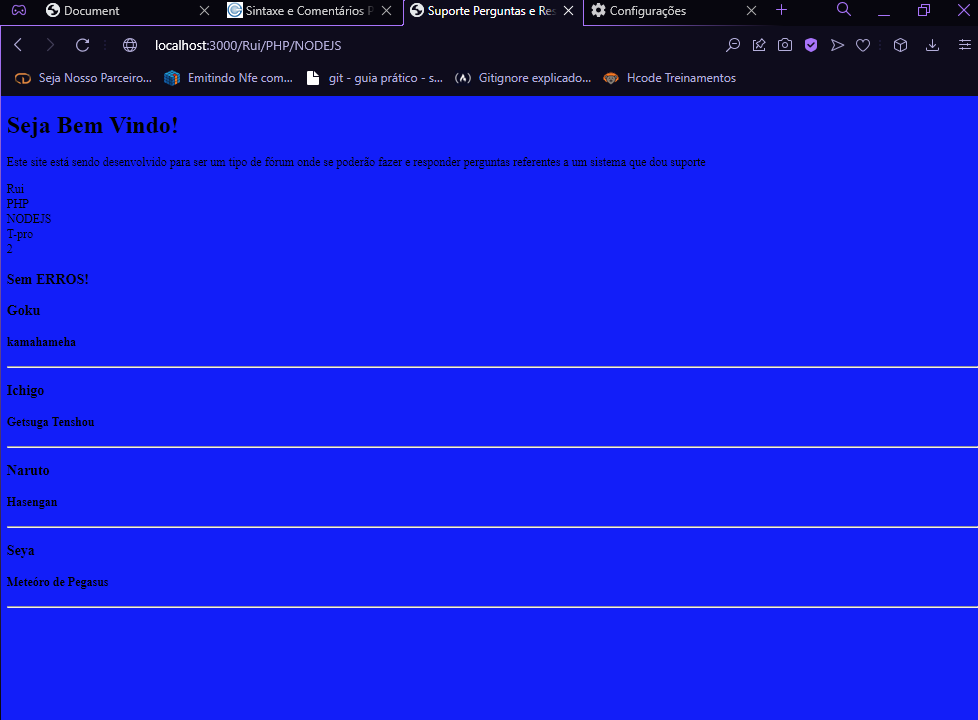 Document
Sintaxe e Comentários P
Suporte Perguntas e Res
Configurações
localhost:3000/Rui/PHP/NODEJS
Seja Nosso Parceiro...
Emitindo Nfe com...
git - guia prático - s...
Gitignore explicado...
Hcode Treinamentos
Seja Bem Vindo!
Este site está sendo desenvolvido para ser um tipo de fórum onde se poderão fazer e responder perguntas referentes a um sistema que dou suporte
Rui
PHP
NODEJS
T-pro
2
Sem ERROS!
Goku
kamahameha
Ichigo
Getsuga Tenshou
Naruto
Hasengan
Seya
Meteóro de Pegasus